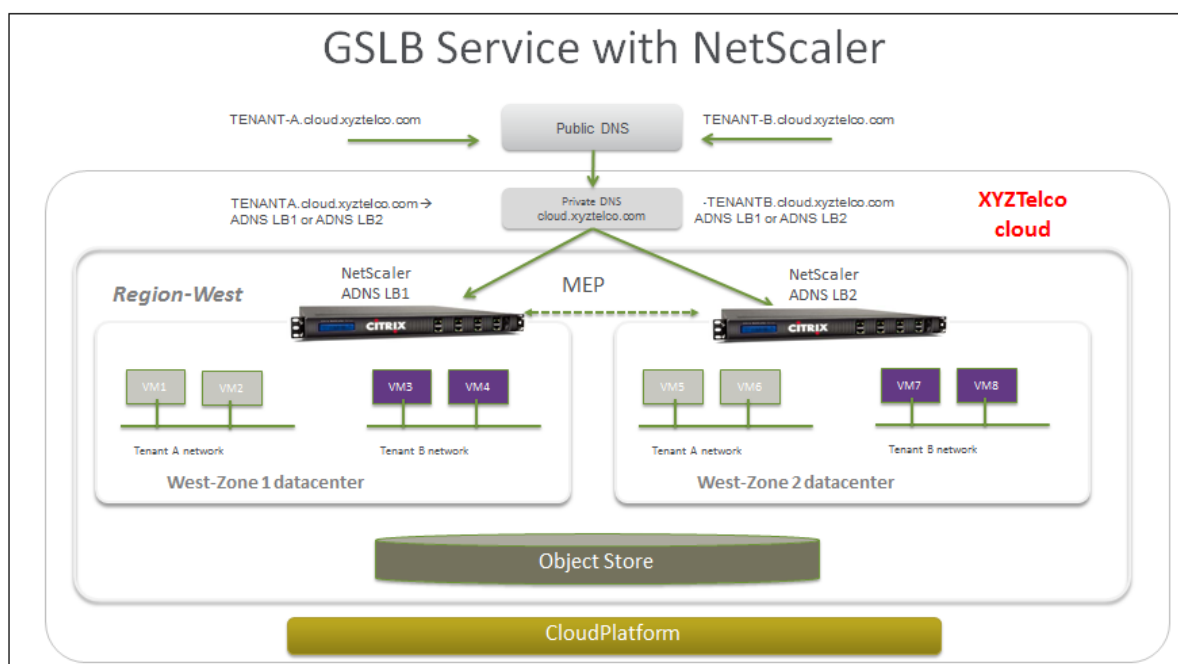 GSLB Service with NetScaler
TENANT-A.cloud.xyztelco.com
Public DNS
TENANT-B.cloud.xyztelco.com
TENANTA.cloud.xyztelco.com→
ADNS LB1 or ADNS LB2
Private DNS
cloud.xyztelco.com
-TENANTB.cloud.xyztelco.com
ADNS LB1 or ADNS LB2
XYZTelco
cloud
Region-West
NetScaler
ADNS LB1
MEP
NetScaler
ADNS LB2
CITRIX
CITRIX
VM1
VM2
VM3
VM4
VM5
VM6
VM7
VM8
Tenant A network
Tenant B network
Tenant A network
Tenant B network
West-Zone 1 datacenter
West-Zone 2 datacenter
Object Store
CloudPlatform